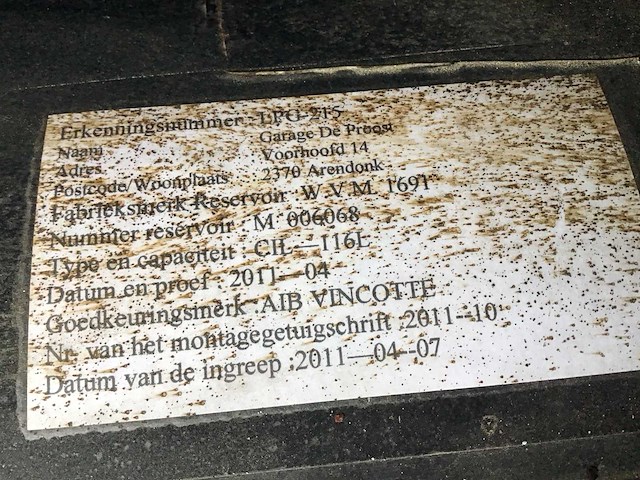 Erkenningsnummer : LPG-215
Naam Garage De Proost
Adres Voorhoofd 14
Postcode/Woonplaats 2370 Arendonk
Fabrieksmerk Reservoir : W.V.M. 1691
Nummer reservoir : M 006068
Type en capaciteit : CIL—116L
Datum en proef : 2011—04
Goedkeuringsmerk :AIB VINCOTTE
Nr. van het montagegetuigschrift :2011--10
Datum van de ingreep :2011—04--07